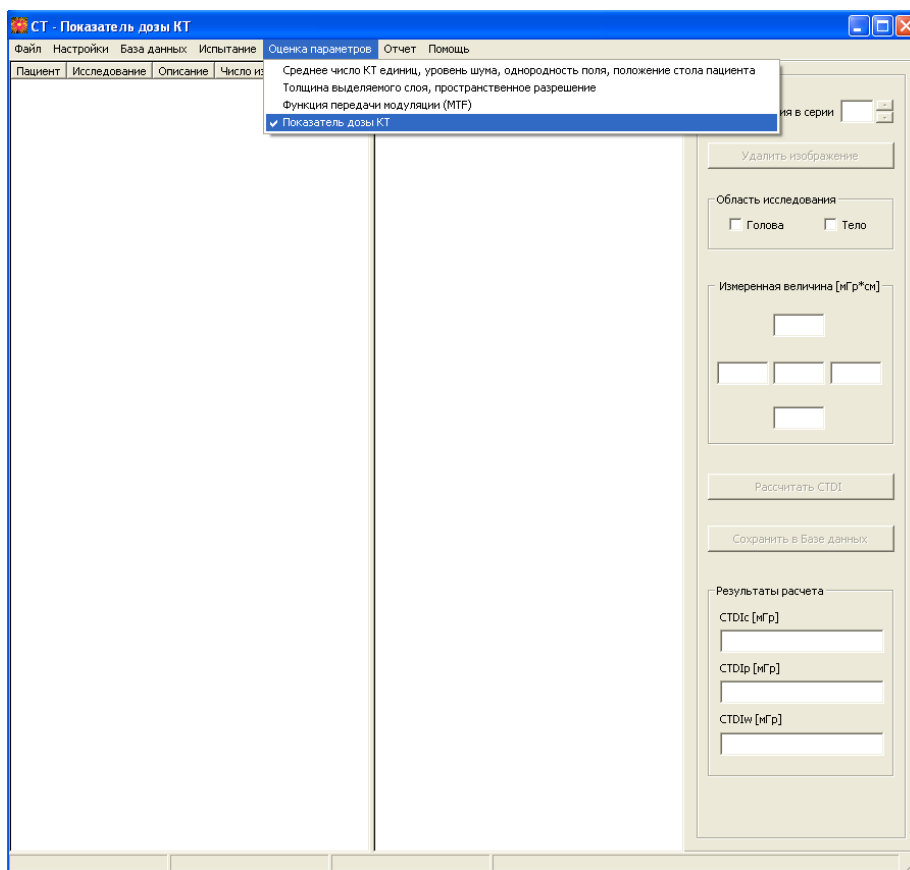 CT - Показатель дозы КТ
Файл Настройки База данных Испытание Оценка параметров Отчет Помощь
Пациент Исследование Описание Число из
Среднее число КТ единиц, уровень шума, однородность поля, положение стола пациента
Толщина выделяемого слоя, пространственное разрешение
Функция передачи модуляции (MTF)
Показатель дозы КТ
ия в серии
Удалить изображение
Область исследования
Голова Тело
Измеренная величина [мГр*см]
Рассчитать CTDI
Сохранить в Базе данных
Результаты расчета
CTDIc [мГр]
CTDIp [мГр]
CTDIw [мГр]